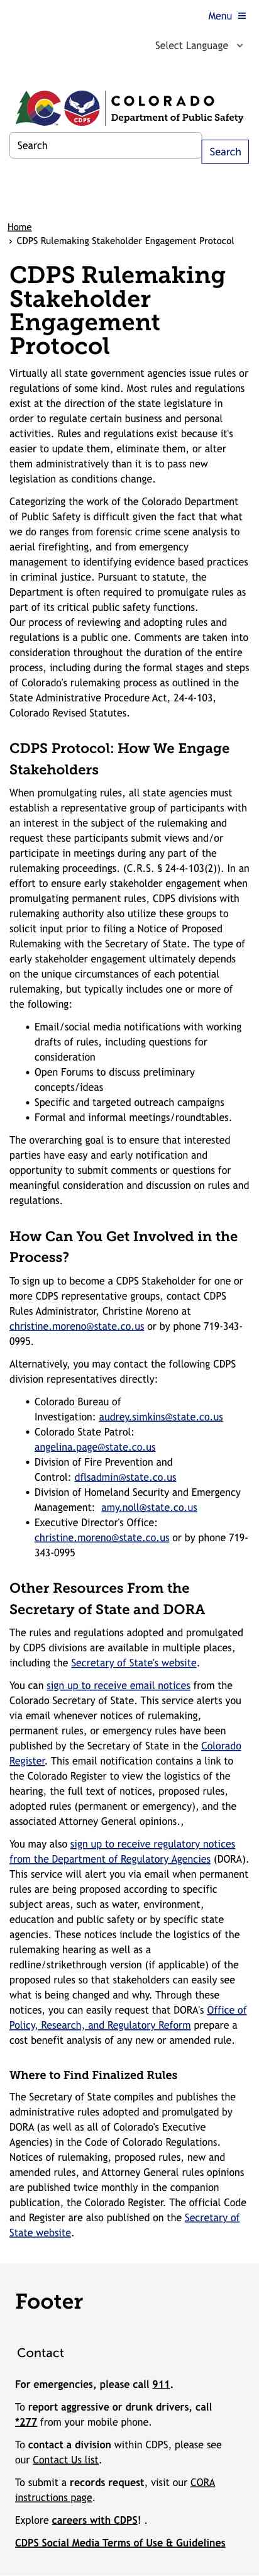 Menu ≡
Select Language
CDPS
COLORADO
Department of Public Safety
Search
Search
Home
› CDPS Rulemaking Stakeholder Engagement Protocol
CDPS Rulemaking
Stakeholder
Engagement
Protocol
Virtually all state government agencies issue rules or
regulations of some kind. Most rules and regulations
exist at the direction of the state legislature in
order to regulate certain business and personal
activities. Rules and regulations exist because it's
easier to update them, eliminate them, or alter
them administratively than it is to pass new
legislation as conditions change.
Categorizing the work of the Colorado Department
of Public Safety is difficult given the fact that what
we do ranges from forensic crime scene analysis to
aerial firefighting, and from emergency
management to identifying evidence based practices
in criminal justice. Pursuant to statute, the
Department is often required to promulgate rules as
part of its critical public safety functions.
Our process of reviewing and adopting rules and
regulations is a public one. Comments are taken into
consideration throughout the duration of the entire
process, including during the formal stages and steps
of Colorado's rulemaking process as outlined in the
State Administrative Procedure Act, 24-4-103,
Colorado Revised Statutes.
CDPS Protocol: How We Engage
Stakeholders
When promulgating rules, all state agencies must
establish a representative group of participants with
an interest in the subject of the rulemaking and
request these participants submit views and/or
participate in meetings during any part of the
rulemaking proceedings. (C.R.S. § 24-4-103(2)). In an
effort to ensure early stakeholder engagement when
promulgating permanent rules, CDPS divisions with
rulemaking authority also utilize these groups to
solicit input prior to filing a Notice of Proposed
Rulemaking with the Secretary of State. The type of
early stakeholder engagement ultimately depends
on the unique circumstances of each potential
rulemaking, but typically includes one or more of
the following:
• Email/social media notifications with working
drafts of rules, including questions for
consideration
• Open Forums to discuss preliminary
concepts/ideas
• Specific and targeted outreach campaigns
• Formal and informal meetings/roundtables.
The overarching goal is to ensure that interested
parties have easy and early notification and
opportunity to submit comments or questions for
meaningful consideration and discussion on rules and
regulations.
How Can You Get Involved in the
Process?
To sign up to become a CDPS Stakeholder for one or
more CDPS representative groups, contact CDPS
Rules Administrator, Christine Moreno at
christine.moreno@state.co.us or by phone 719-343-
0995.
Alternatively, you may contact the following CDPS
division representatives directly:
• Colorado Bureau of
Investigation: audrey.simkins@state.co.us
• Colorado State Patrol:
angelina.page@state.co.us
• Division of Fire Prevention and
Control: dflsadmin@state.co.us
• Division of Homeland Security and Emergency
Management: amy.noll@state.co.us
• Executive Director's Office:
christine.moreno@state.co.us or by phone 719-
343-0995
Other Resources From the
Secretary of State and DORA
The rules and regulations adopted and promulgated
by CDPS divisions are available in multiple places,
including the Secretary of State's website.
You can sign up to receive email notices from the
Colorado Secretary of State. This service alerts you
via email whenever notices of rulemaking,
permanent rules, or emergency rules have been
published by the Secretary of State in the Colorado
Register. This email notification contains a link to
the Colorado Register to view the logistics of the
hearing, the full text of notices, proposed rules,
adopted rules (permanent or emergency), and the
associated Attorney General opinions.,
You may also sign up to receive regulatory notices
from the Department of Regulatory Agencies (DORA).
This service will alert you via email when permanent
rules are being proposed according to specific
subject areas, such as water, environment,
education and public safety or by specific state
agencies. These notices include the logistics of the
rulemaking hearing as well as a
redline/strikethrough version (if applicable) of the
proposed rules so that stakeholders can easily see
what is being changed and why. Through these
notices, you can easily request that DORA's Office of
Policy, Research, and Regulatory Reform prepare a
cost benefit analysis of any new or amended rule.
Where to Find Finalized Rules
The Secretary of State compiles and publishes the
administrative rules adopted and promulgated by
DORA (as well as all of Colorado's Executive
Agencies) in the Code of Colorado Regulations.
Notices of rulemaking, proposed rules, new and
amended rules, and Attorney General rules opinions
are published twice monthly in the companion
publication, the Colorado Register. The official Code
and Register are also published on the Secretary of
State website.
Footer
Contact
For emergencies, please call 911.
To report aggressive or drunk drivers, call
*277 from your mobile phone.
To contact a division within CDPS, please see
our Contact Us list.
To submit a records request, visit our CORA
instructions page.
Explore careers with CDPS! .
CDPS Social Media Terms of Use & Guidelines